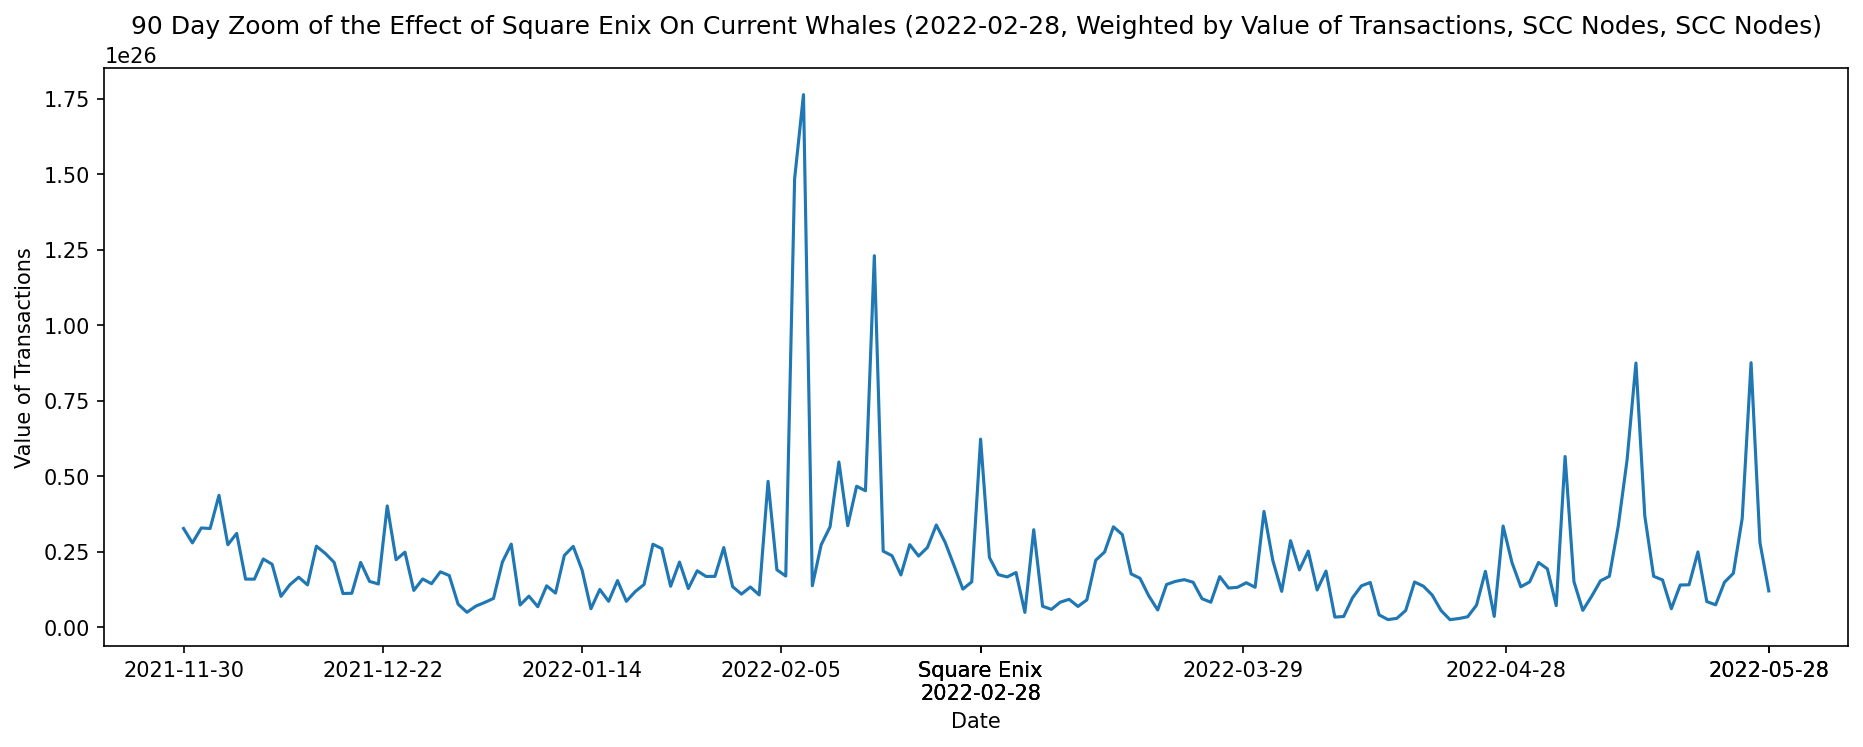 90 Day Zoom of the Effect of Square Enix On Current Whales (2022-02-28, Weighted by Value of Transactions, SCC Nodes, SCC Nodes)
1e26
1.75
1.50
1.25
1.00
0.75
0.50
0.25
0.00
Value of Transactions
2021-11-30 2021-12-22 2022-01-14 2022-02-05 Square Enix 2022-03-29 2022-04-28 2022-05-28
2022-02-28
Date